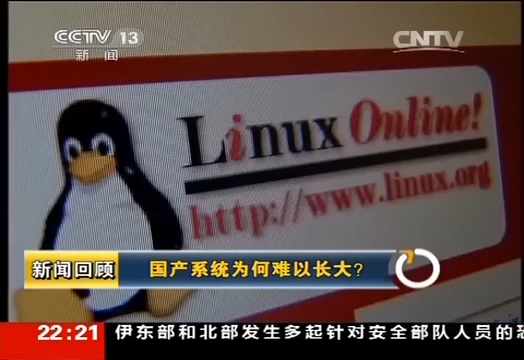 CCTV 13
新闻
CNTV
Linux Online!
http://www.linux.org
新闻回顾
国产系统为何难以长大?
22:21
伊东部和北部发生多起针对安全部队人员的恐